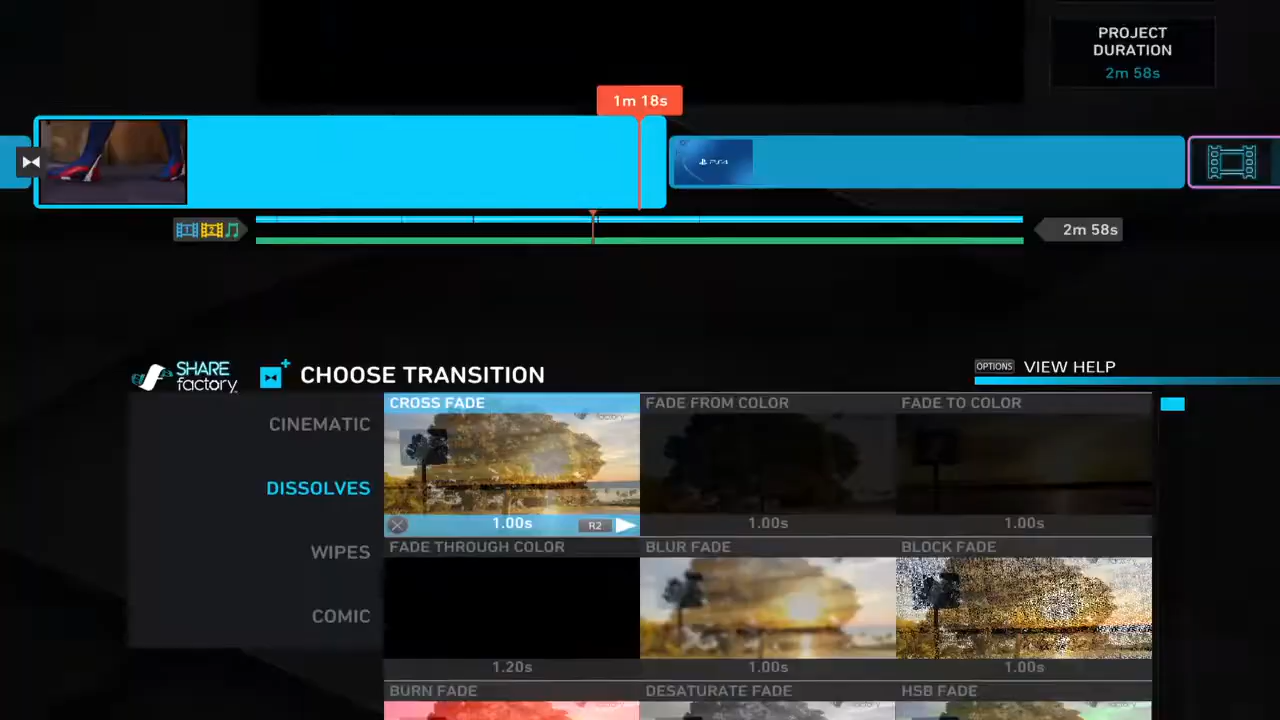 PROJECT
DURATION
2m 58s
1m 18s
PS4
2m 58s
SHARE
factory
CHOOSE TRANSITION
OPTIONS VIEW HELP
CINEMATIC
DISSOLVES
WIPES
COMIC
CROSS FADE
FADE FROM COLOR
FADE TO COLOR
1.00s
R2
1.00s
1.00s
FADE THROUGH COLOR
BLUR FADE
BLOCK FADE
1.20s
1.00s
1.00s
BURN FADE
DESATURATE FADE
HSB FADE